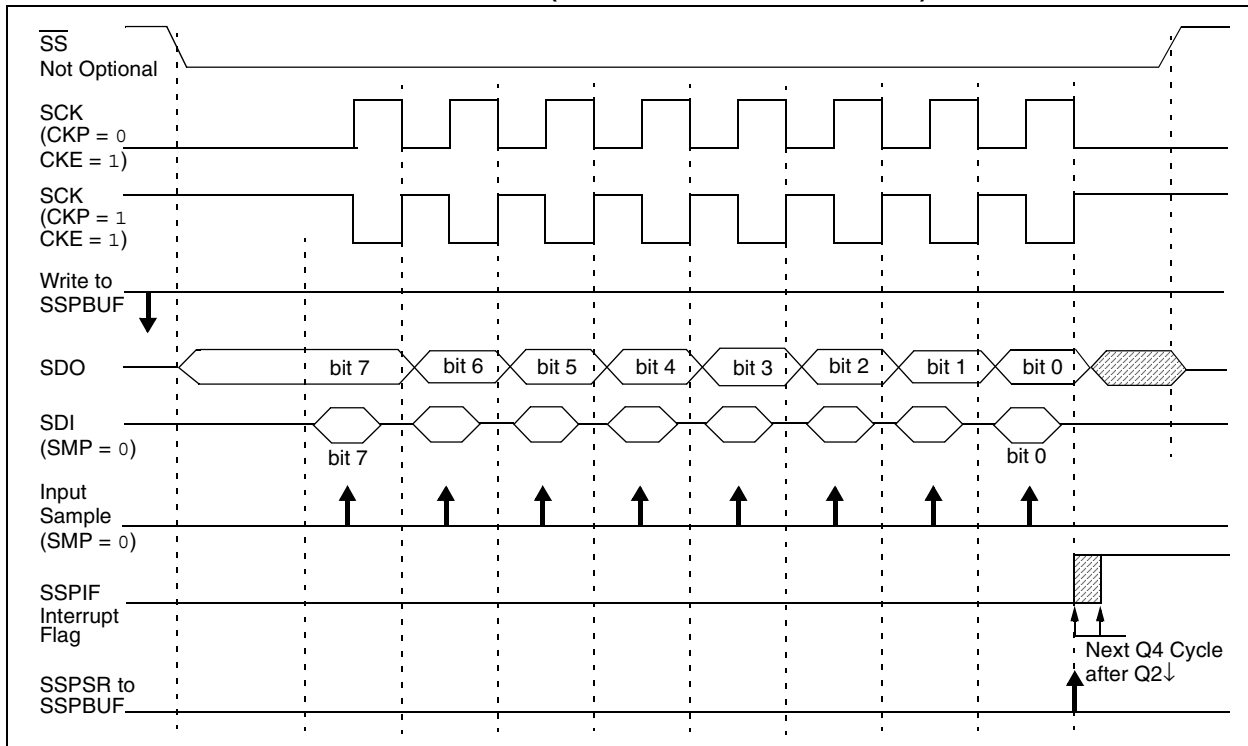 SS
Not Optional
SCK
(CKP = 0
CKE = 1)
SCK
(CKP = 1
CKE = 1)
Write to
SSPBUF
SDO
bit 7 bit 6 bit 5 bit 4 bit 3 bit 2 bit 1 bit 0
SDI
(SMP = 0)
bit 7 bit 0
Input
Sample
(SMP = 0)
SSPIF
Interrupt
Flag
Next Q4 Cycle
after Q2↓
SSPSR to
SSPBUF